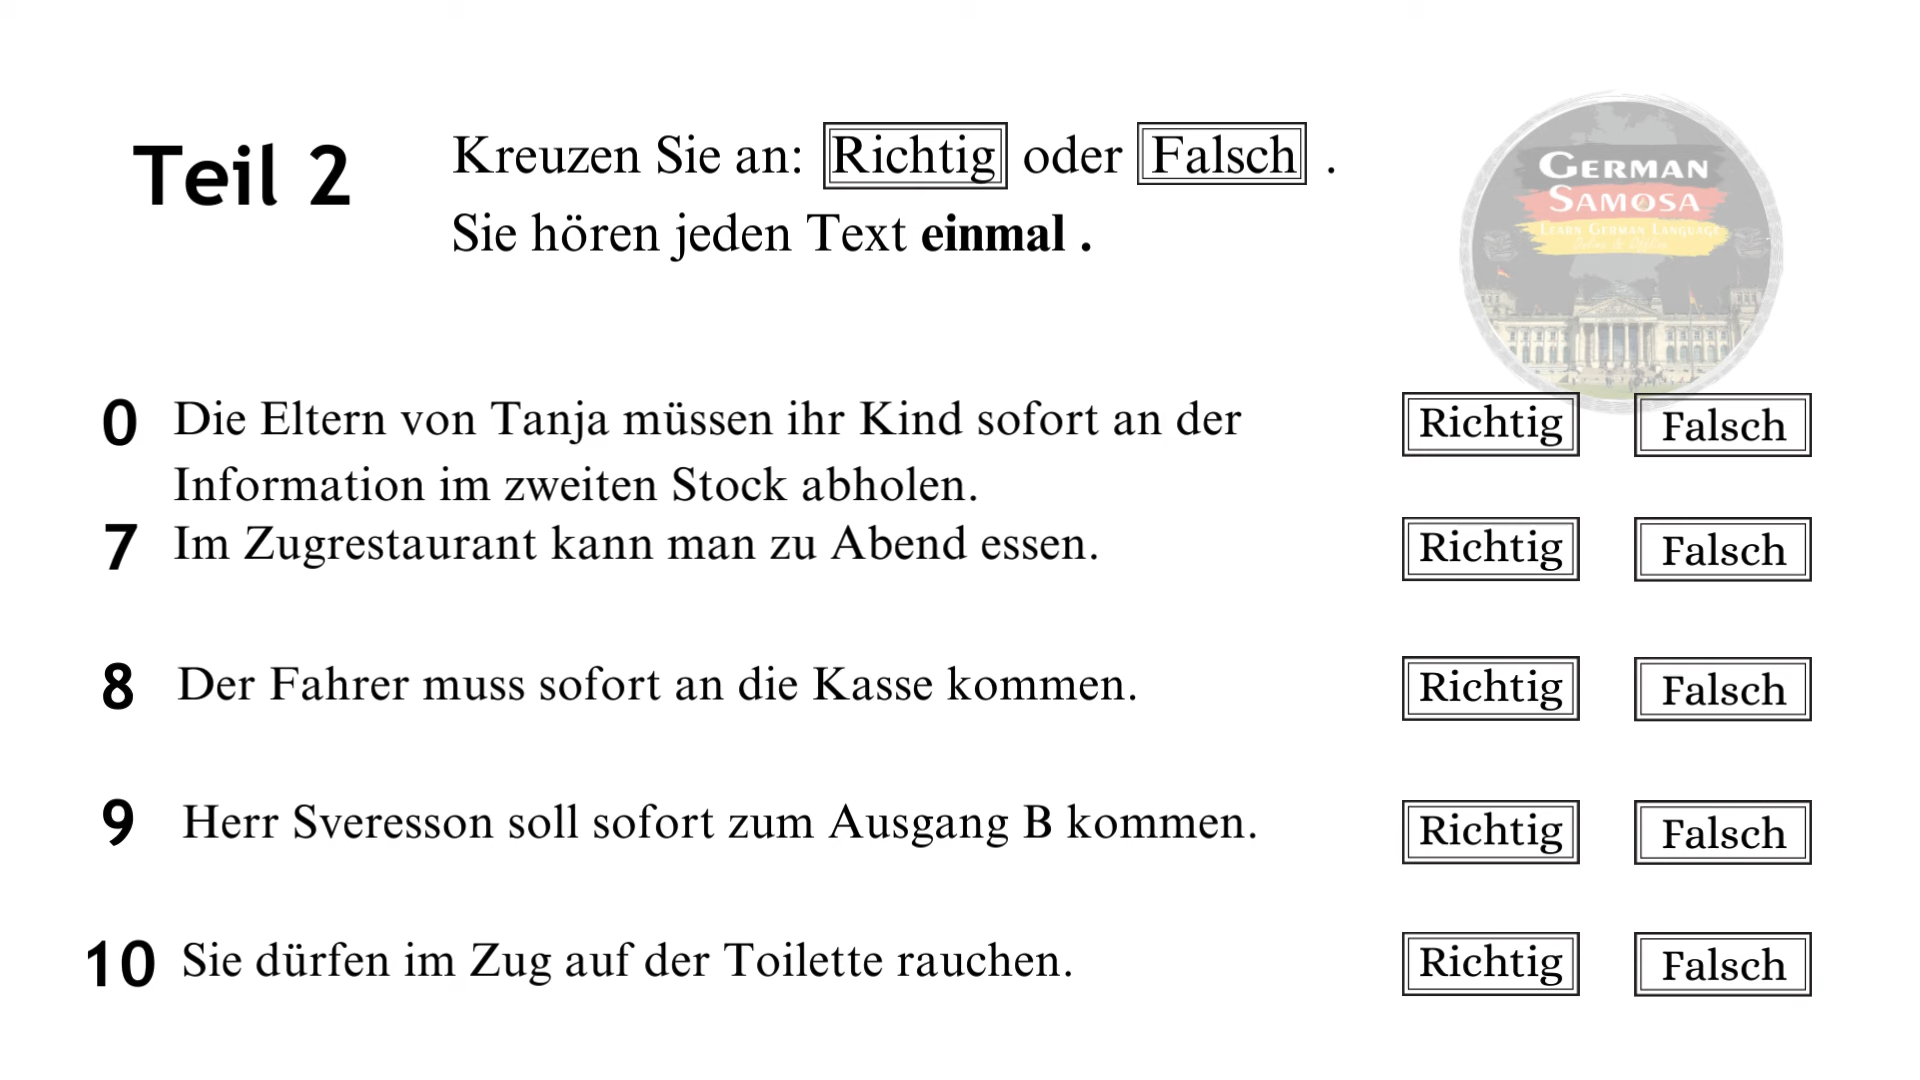 Teil 2
Kreuzen Sie an: Richtig oder Falsch .
Sie hören jeden Text einmal .
GERMAN
SAMOSA
LEARN GERMAN LANGUAGE
0 Die Eltern von Tanja müssen ihr Kind sofort an der Richtig Falsch
Information im zweiten Stock abholen.
7 Im Zugrestaurant kann man zu Abend essen. Richtig Falsch
8 Der Fahrer muss sofort an die Kasse kommen. Richtig Falsch
9 Herr Sveresson soll sofort zum Ausgang B kommen. Richtig Falsch
10 Sie dürfen im Zug auf der Toilette rauchen. Richtig Falsch